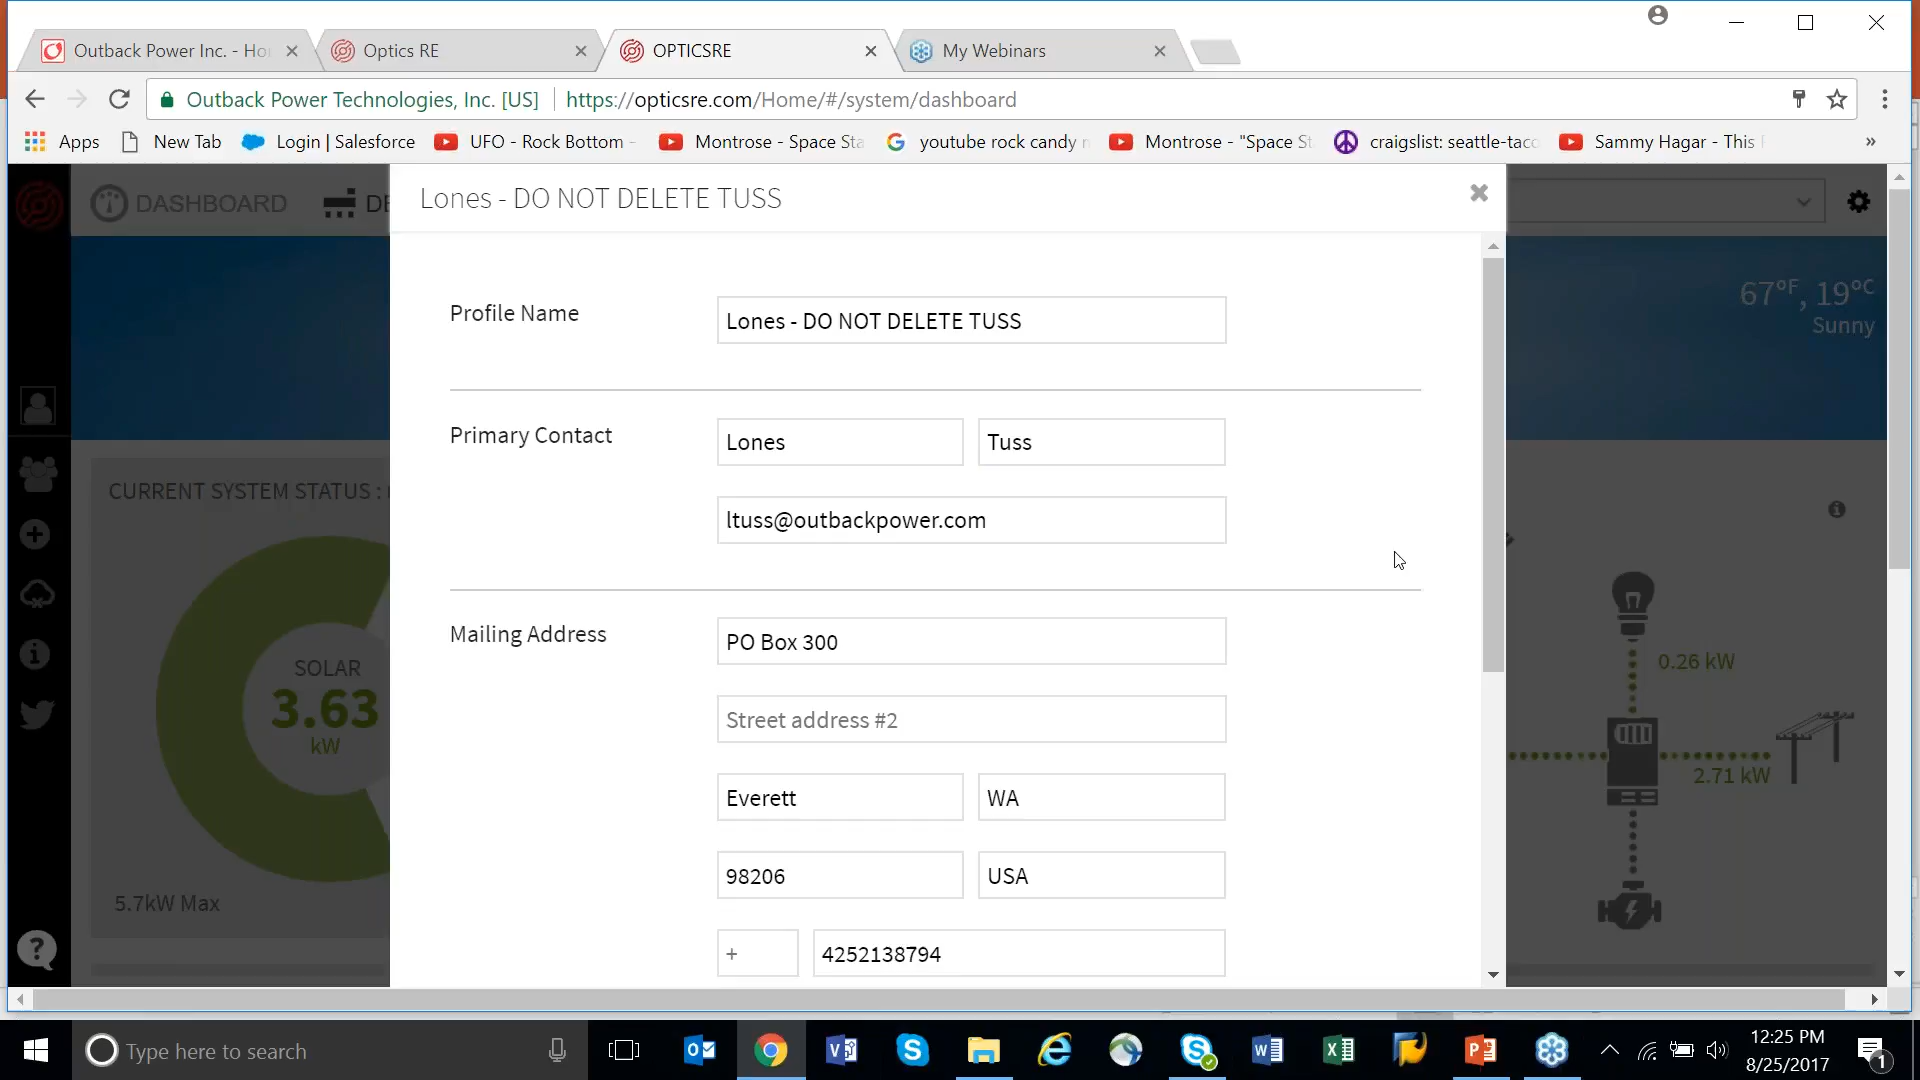 Outback Power Inc. - Ho
Optics RE
OPTICSRE
My Webinars
Outback Power Technologies, Inc. [US]
https://opticsre.com/Home/#/system/dashboard
Apps
New Tab
Login | Salesforce
UFO - Rock Bottom -
Montrose - Space Sta
youtube rock candy
Montrose - "Space St
craigslist: seattle-taco
Sammy Hagar - This
»
DASHBOARD
DE
Lones - DO NOT DELETE TUSS
67°F, 19°C
Sunny
Profile Name
Lones - DO NOT DELETE TUSS
Primary Contact
Lones
Tuss
ltuss@outbackpower.com
CURRENT SYSTEM STATUS :
SOLAR
3.63
kW
5.7kW Max
Mailing Address
PO Box 300
Street address #2
Everett
WA
98206
USA
+
4252138794
0.26 kW
2.71 kW
Type here to search
12:25 PM
8/25/2017
1